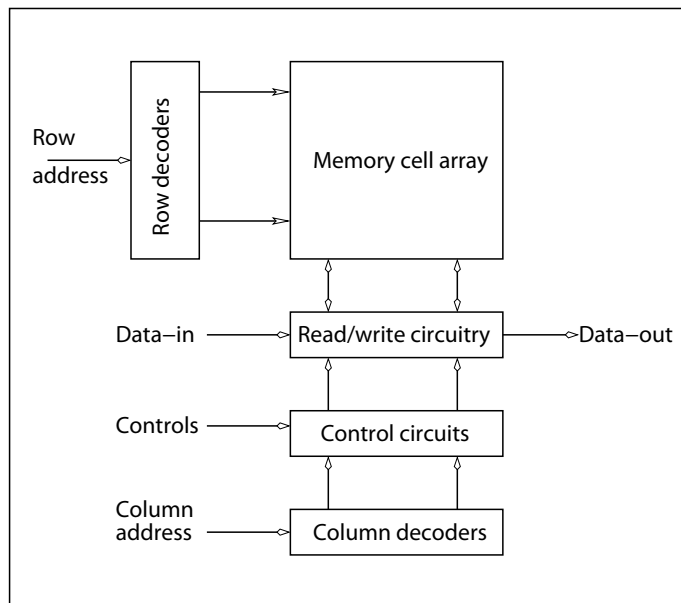 Row
address
Row decoders
Memory cell array
Data−in
Read/write circuitry
Data−out
Controls
Control circuits
Column
address
Column decoders